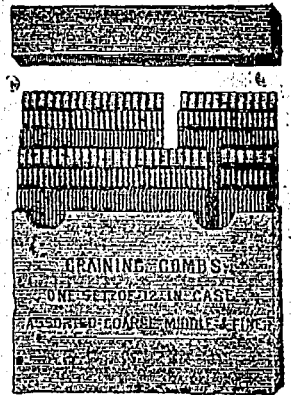 GRAINING COMBS,
ONE SET OF 12 IN CASE
ASSORTED COARSE MIDDLE & FINE